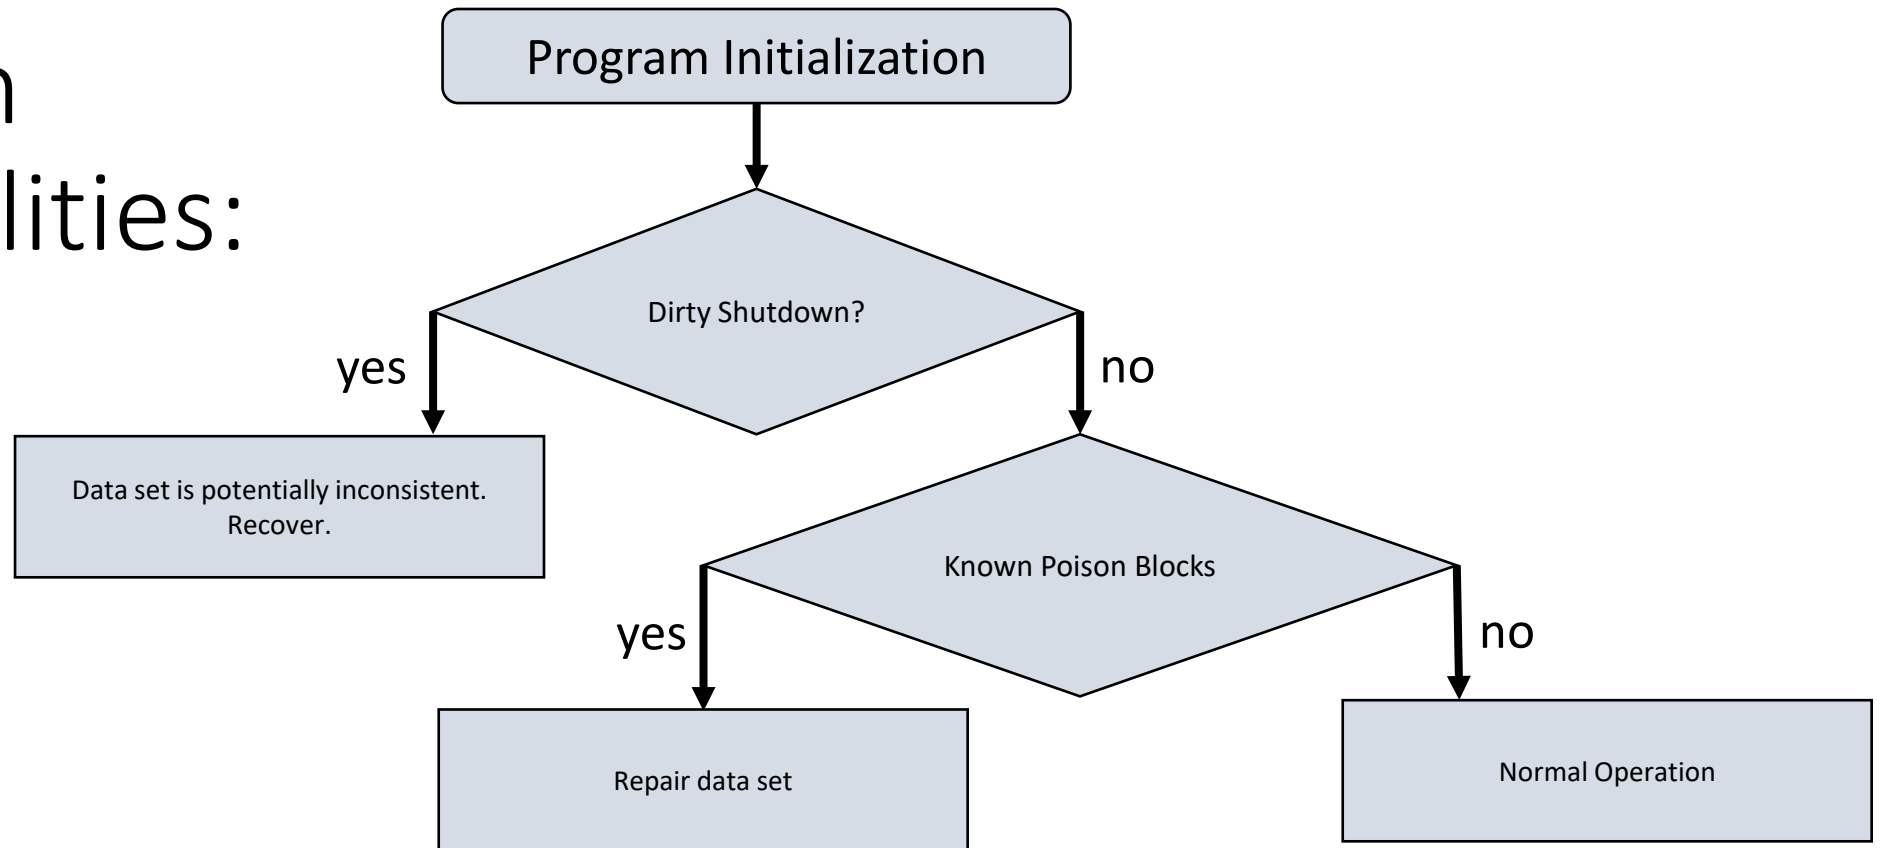 Program Initialization
lities:
Dirty Shutdown?
yes
no
Data set is potentially inconsistent.
Recover.
Known Poison Blocks
yes
no
Repair data set
Normal Operation